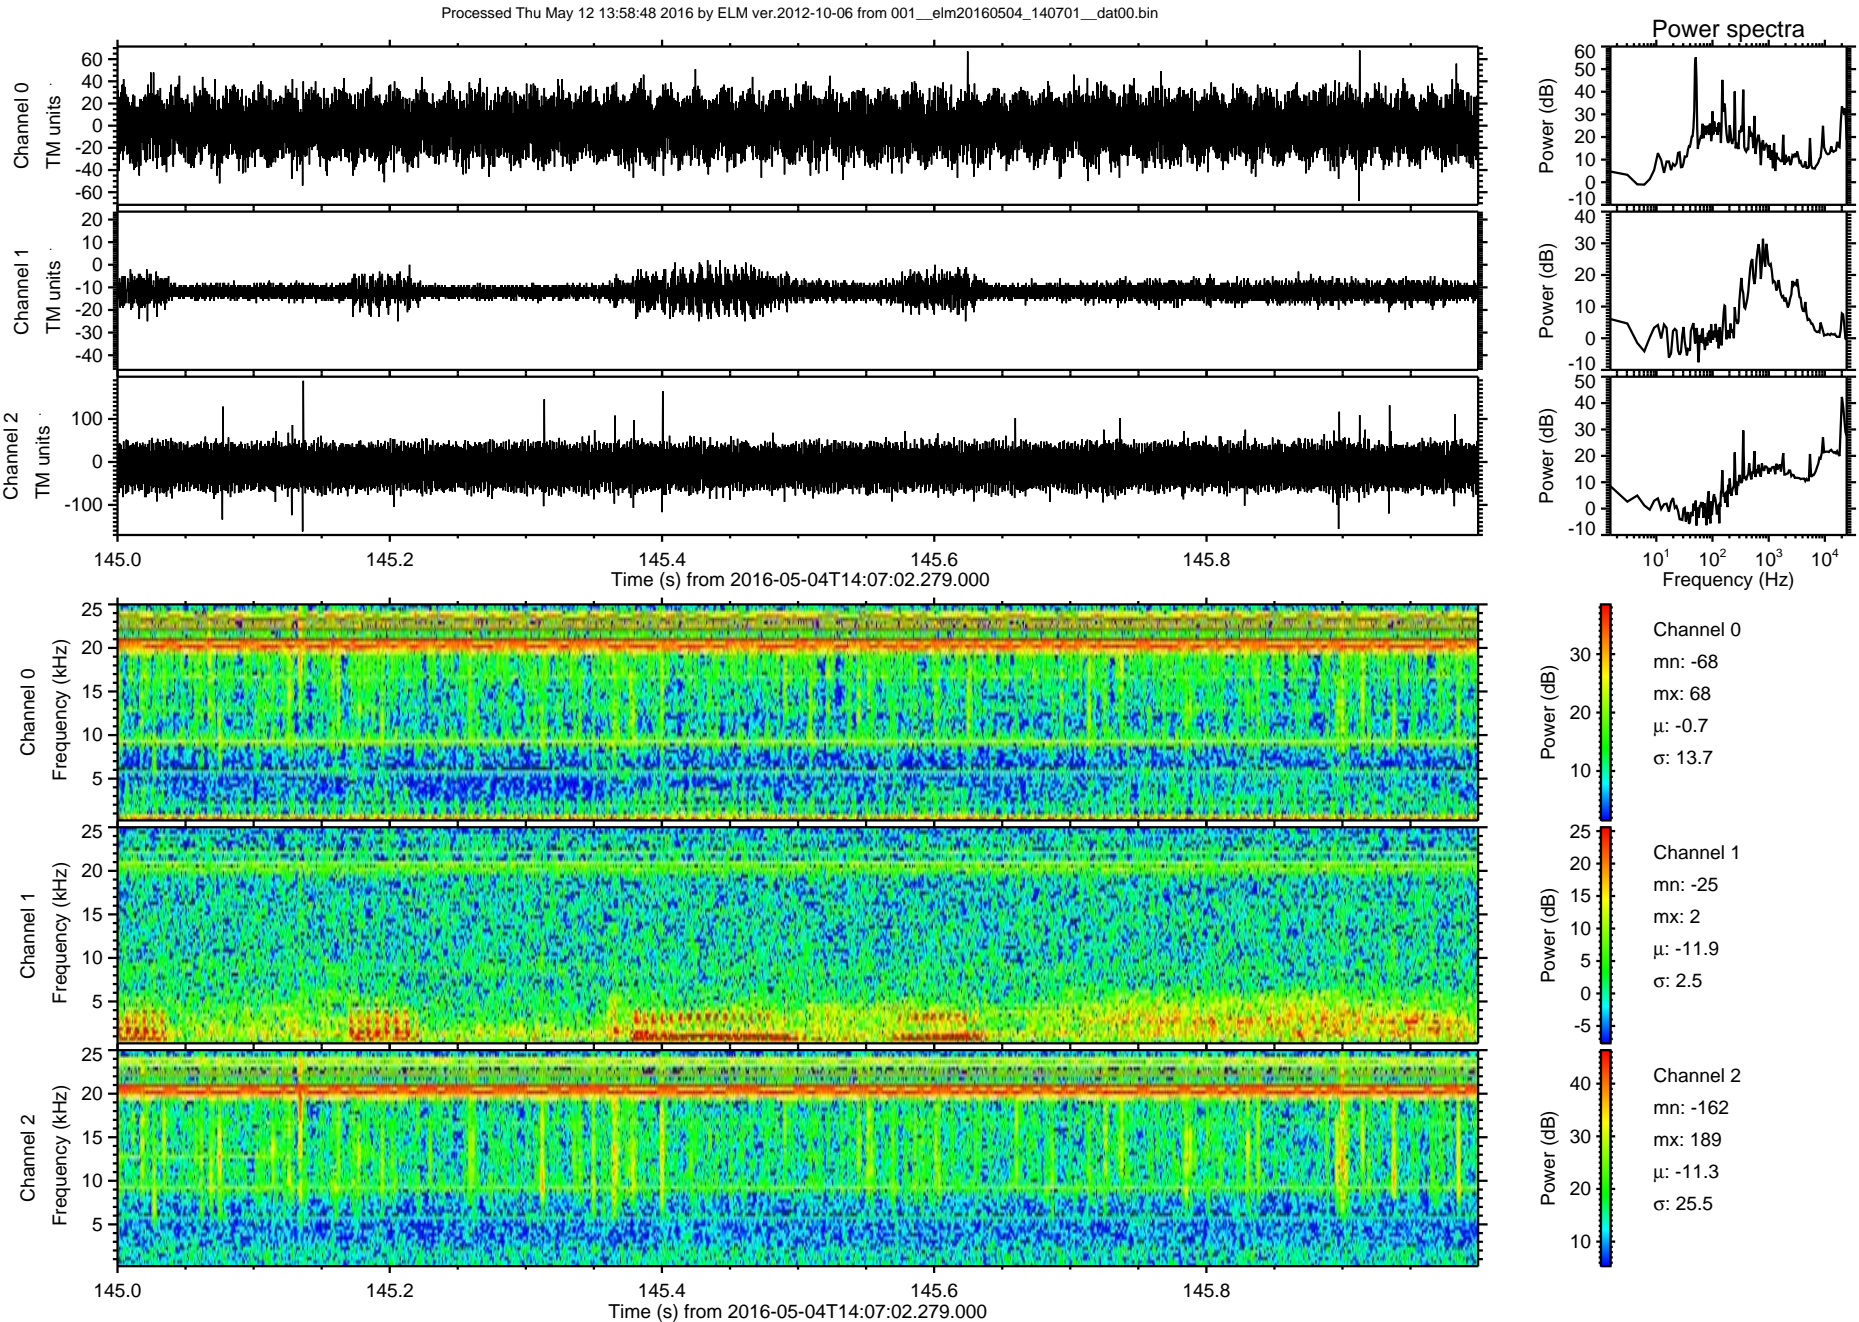 Processed Thu May 12 13:58:48 2016 by ELM ver.2012-10-06 from 001__elm20160504_140701__dat00.bin
Power spectra
Channel 0
TM units
60
40
20
0
-20
-40
-60
Power (dB)
60
50
40
30
20
10
0
-10
Channel 1
TM units
20
10
0
-10
-20
-30
-40
Power (dB)
40
30
20
10
0
-10
Channel 2
TM units
100
0
-100
Power (dB)
50
40
30
20
10
0
-10
145.0 145.2 145.4 145.6 145.8
Time (s) from 2016-05-04T14:07:02.279.000
10^1 10^2 10^3 10^4
Frequency (Hz)
Channel 0
Frequency (kHz)
25
20
15
10
5
Power (dB)
30
20
10
Channel 0
mn: -68
mx: 68
μ: -0.7
σ: 13.7
Channel 1
Frequency (kHz)
25
20
15
10
5
Power (dB)
25
20
15
10
5
0
-5
Channel 1
mn: -25
mx: 2
μ: -11.9
σ: 2.5
Channel 2
Frequency (kHz)
25
20
15
10
5
Power (dB)
40
30
20
10
Channel 2
mn: -162
mx: 189
μ: -11.3
σ: 25.5
145.0 145.2 145.4 145.6 145.8
Time (s) from 2016-05-04T14:07:02.279.000